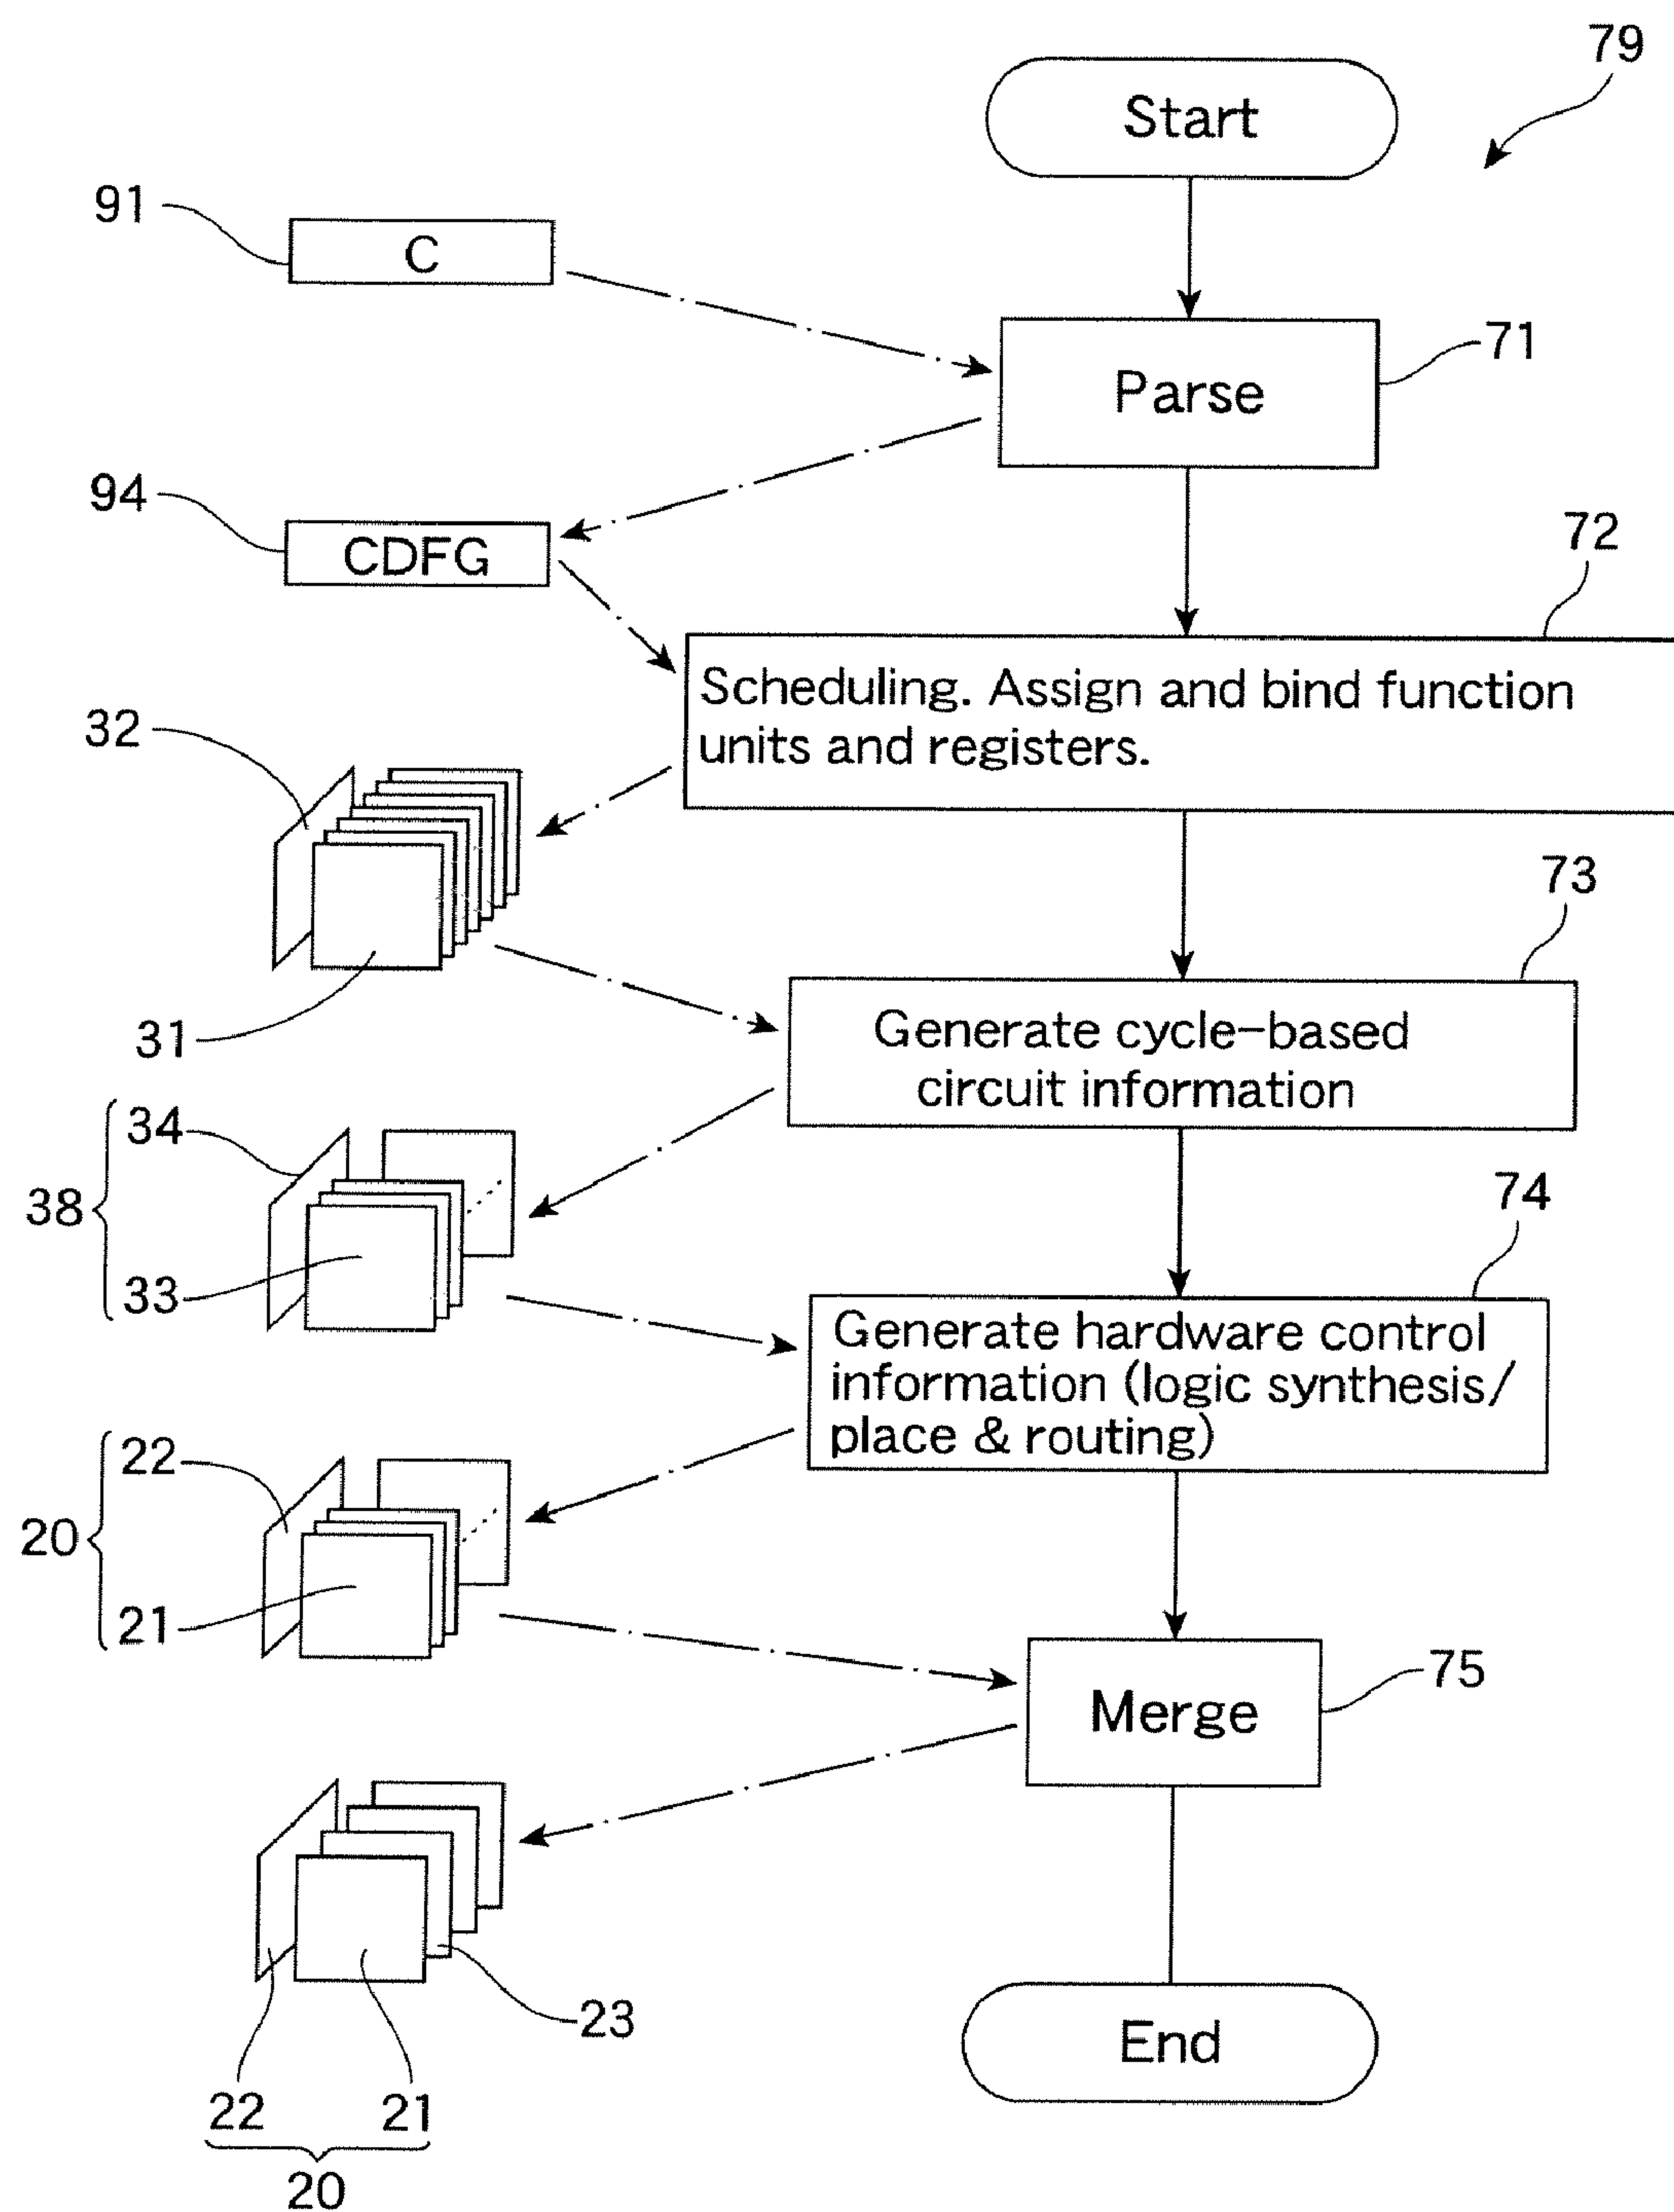 79
Start
91
C
71
Parse
94
CDFG
72
Scheduling. Assign and bind function
units and registers.
32
31
73
Generate cycle-based
circuit information
34
38
33
74
Generate hardware control
information (logic synthesis/
place & routing)
22
20
21
75
Merge
23
22
21
20
End